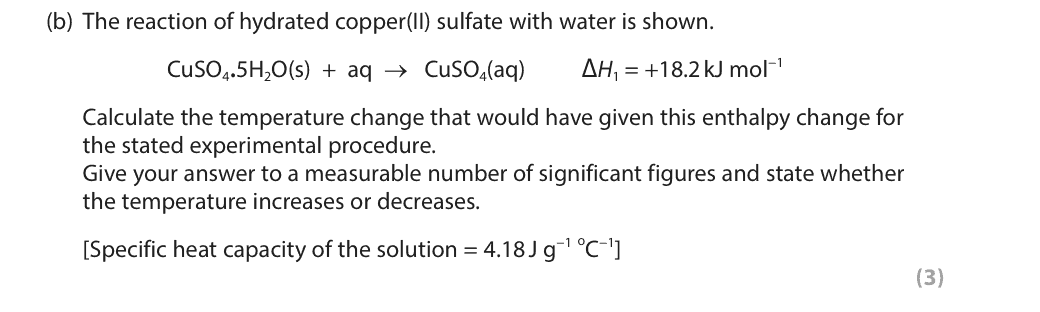 (b) The reaction of hydrated copper(II) sulfate with water is shown.
CuSO₄.5H₂O(s) + aq → CuSO₄(aq) ΔH₁ = +18.2 kJ mol⁻¹
Calculate the temperature change that would have given this enthalpy change for
the stated experimental procedure.
Give your answer to a measurable number of significant figures and state whether
the temperature increases or decreases.
[Specific heat capacity of the solution = 4.18 J g⁻¹ °C⁻¹]
(3)